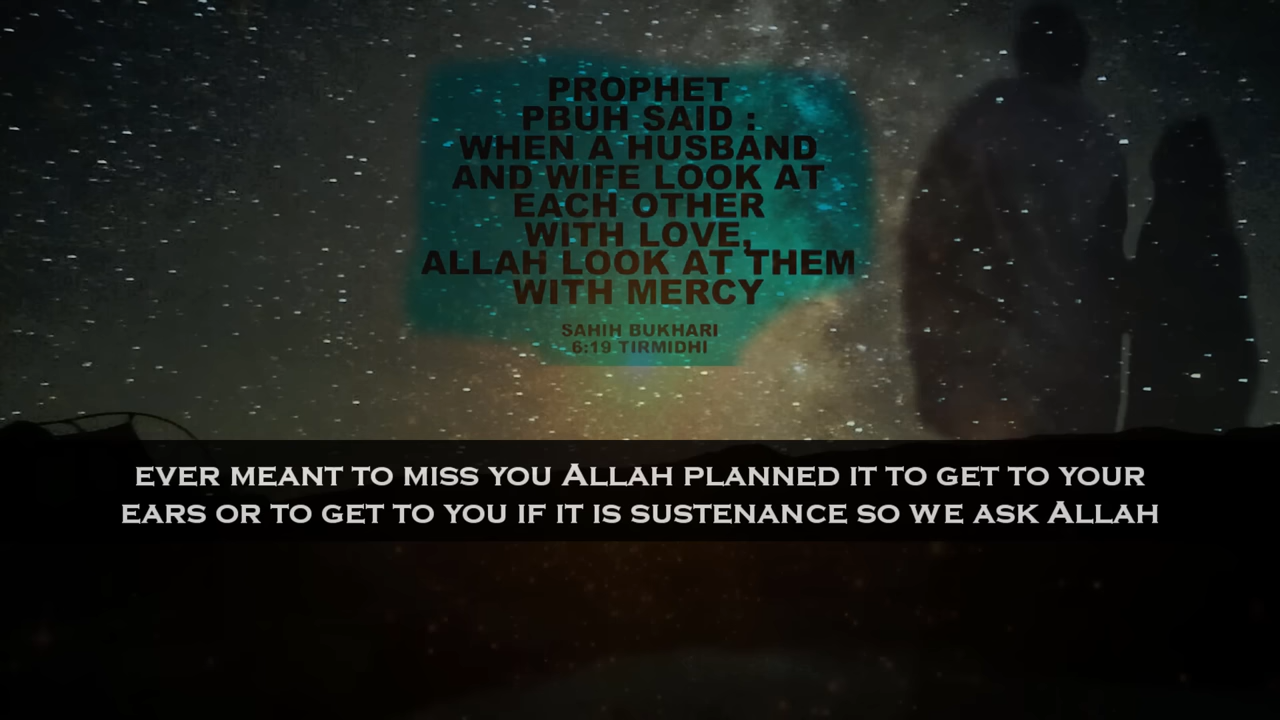 PROPHET
PBUH SAID :
WHEN A HUSBAND
AND WIFE LOOK AT
EACH OTHER
WITH LOVE,
ALLAH LOOK AT THEM
WITH MERCY
SAHIH BUKHARI
6:19 TIRMIDHI
EVER MEANT TO MISS YOU ALLAH PLANNED IT TO GET TO YOUR
EARS OR TO GET TO YOU IF IT IS SUSTENANCE SO WE ASK ALLAH